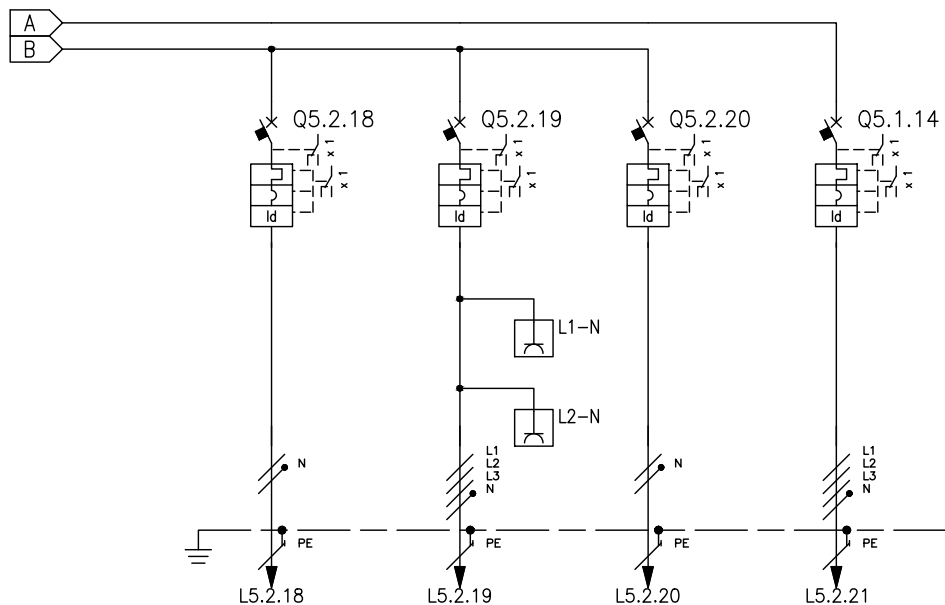 A
B
Q5.2.18
Q5.2.19
Q5.2.20
Q5.1.14
x 1
x 1
x 1
x 1
x 1
x 1
x 1
x 1
Id
Id
Id
Id
L1-N
L2-N
L1
L2
L3
N
N
N
L1
L2
L3
N
PE
PE
PE
PE
L5.2.18
L5.2.19
L5.2.20
L5.2.21